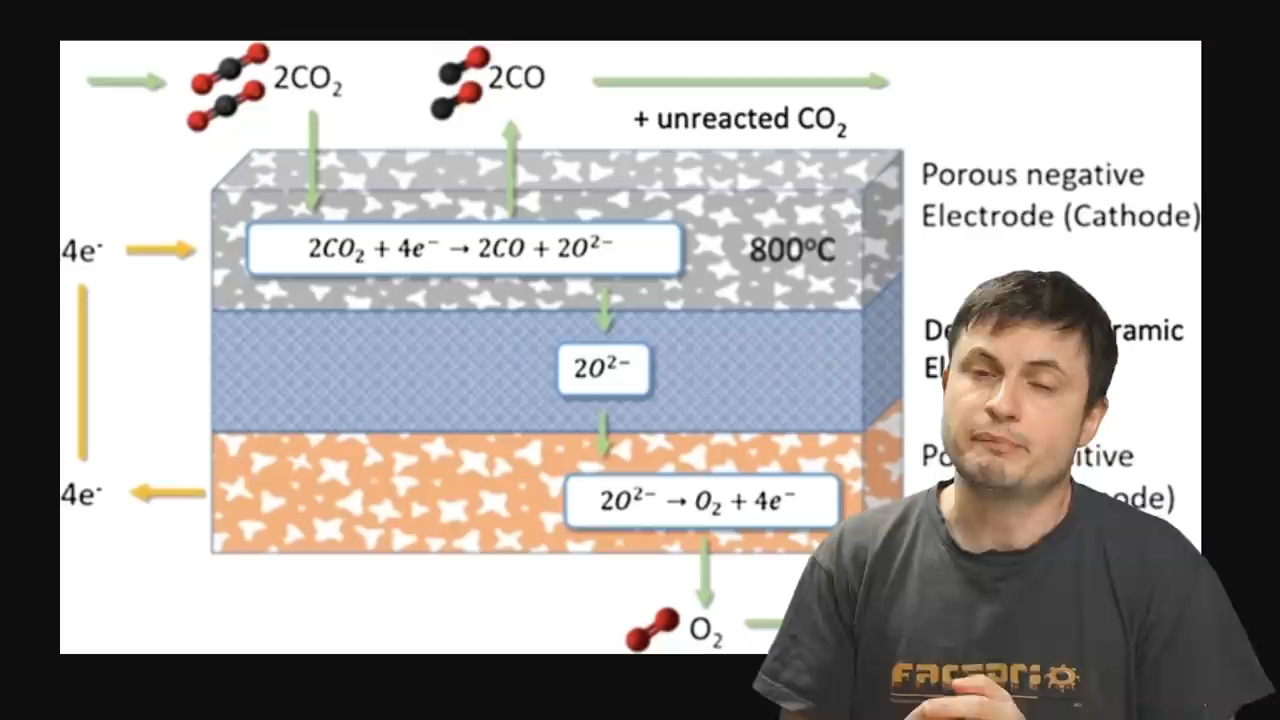 2CO₂
2CO
+ unreacted CO₂
Porous negative
Electrode (Cathode)
4e⁻
2CO₂ + 4e⁻ → 2CO + 2O²⁻
800°C
2O²⁻
4e⁻
2O²⁻ → O₂ + 4e⁻
O₂